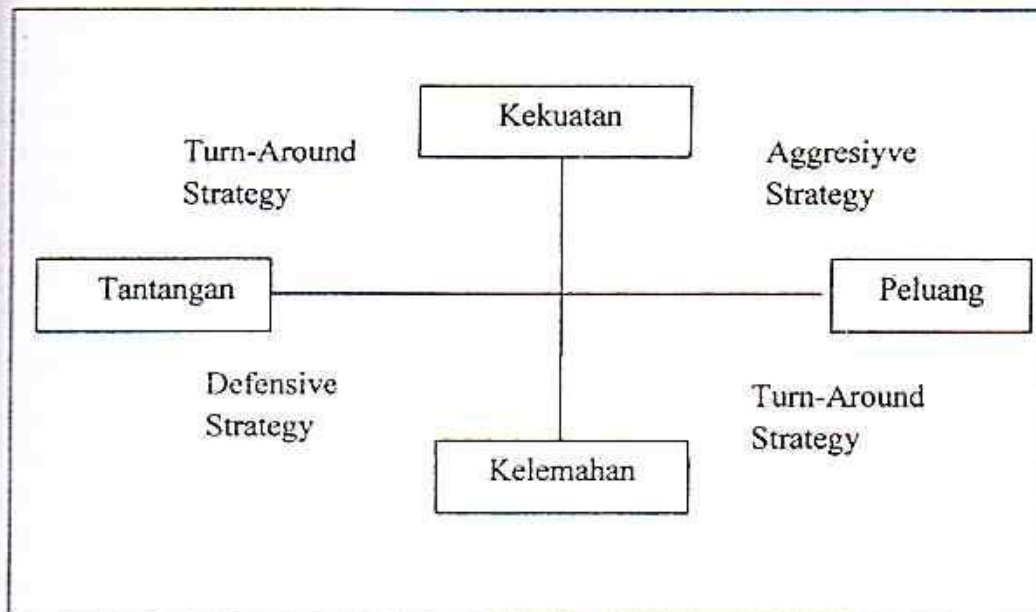 Kekuatan
Turn-Around
Strategy
Aggresiyve
Strategy
Tantangan
Peluang
Defensive
Strategy
Turn-Around
Strategy
Kelemahan